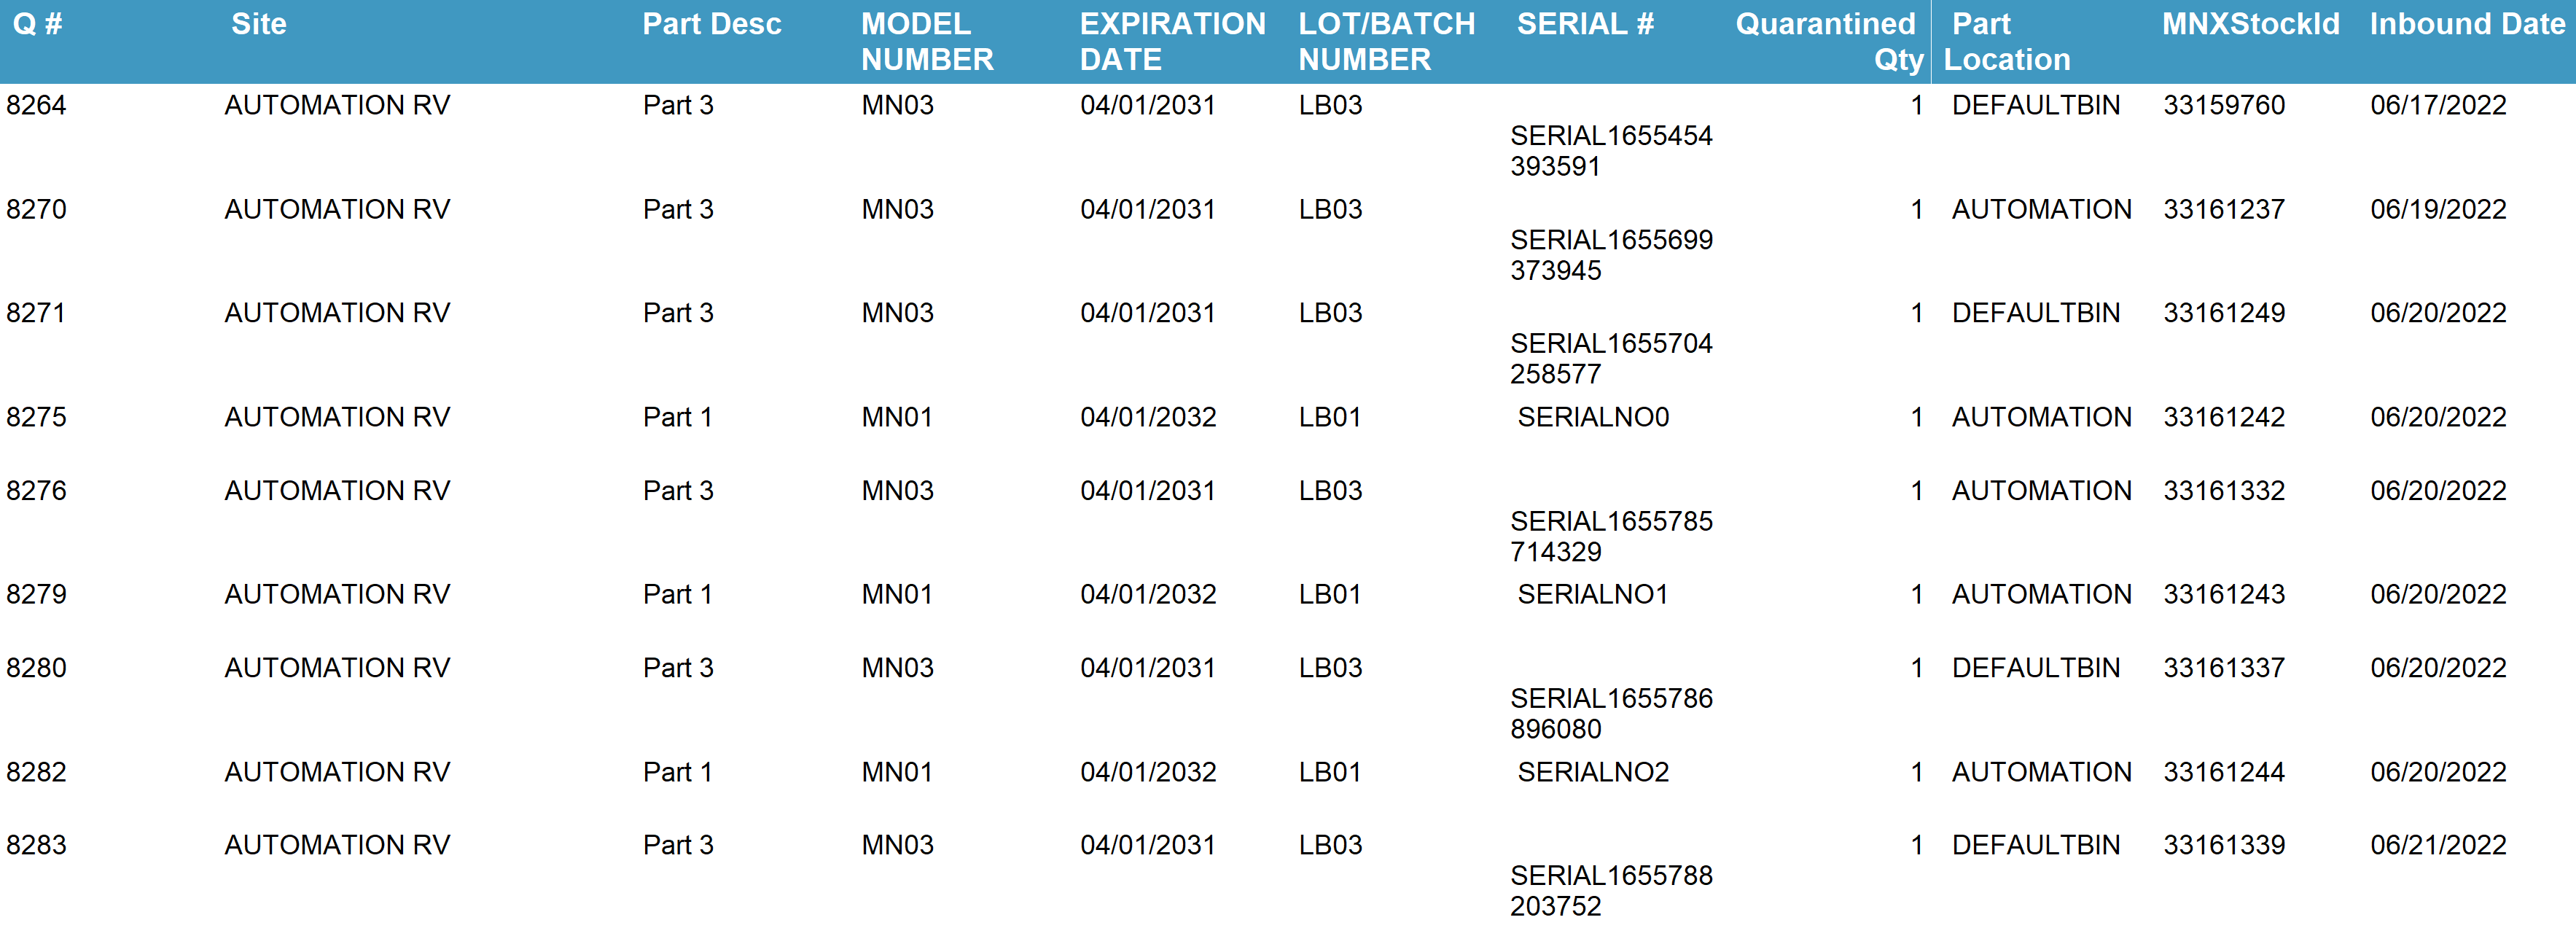 Q # Site Part Desc MODEL EXPIRATION LOT/BATCH SERIAL # Quarantined Part MNXStockId Inbound Date
NUMBER DATE NUMBER Qty Location
8264 AUTOMATION RV Part 3 MN03 04/01/2031 LB03 1 DEFAULTBIN 33159760 06/17/2022
SERIAL1655454
393591
8270 AUTOMATION RV Part 3 MN03 04/01/2031 LB03 1 AUTOMATION 33161237 06/19/2022
SERIAL1655699
373945
8271 AUTOMATION RV Part 3 MN03 04/01/2031 LB03 1 DEFAULTBIN 33161249 06/20/2022
SERIAL1655704
258577
8275 AUTOMATION RV Part 1 MN01 04/01/2032 LB01 SERIALNO0 1 AUTOMATION 33161242 06/20/2022
8276 AUTOMATION RV Part 3 MN03 04/01/2031 LB03 1 AUTOMATION 33161332 06/20/2022
SERIAL1655785
714329
8279 AUTOMATION RV Part 1 MN01 04/01/2032 LB01 SERIALNO1 1 AUTOMATION 33161243 06/20/2022
8280 AUTOMATION RV Part 3 MN03 04/01/2031 LB03 1 DEFAULTBIN 33161337 06/20/2022
SERIAL1655786
896080
8282 AUTOMATION RV Part 1 MN01 04/01/2032 LB01 SERIALNO2 1 AUTOMATION 33161244 06/20/2022
8283 AUTOMATION RV Part 3 MN03 04/01/2031 LB03 1 DEFAULTBIN 33161339 06/21/2022
SERIAL1655788
203752